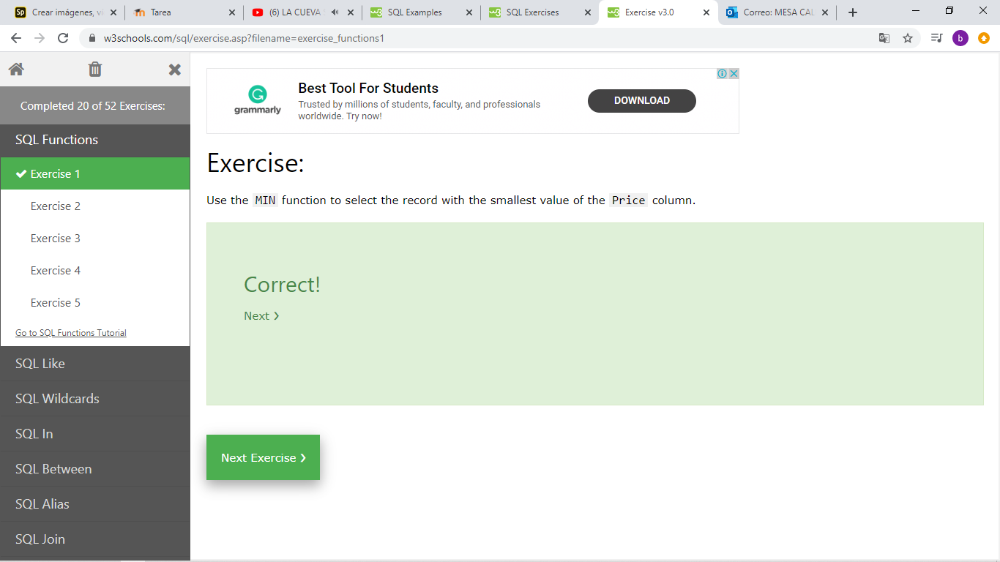 Crear imágenes, ví
Tarea
(6) LA CUEVA
SQL Examples
SQL Exercises
Exercise v3.0
Correo: MESA CAL
w3schools.com/sql/exercise.asp?filename=exercise_functions1
b
Completed 20 of 52 Exercises:
SQL Functions
Exercise 1
Exercise 2
Exercise 3
Exercise 4
Exercise 5
Go to SQL Functions Tutorial
SQL Like
SQL Wildcards
SQL In
SQL Between
SQL Alias
SQL Join
grammarly
Best Tool For Students
Trusted by millions of students, faculty, and professionals
worldwide. Try now!
DOWNLOAD
Exercise:
Use the MIN function to select the record with the smallest value of the Price column.
Correct!
Next ❯
Next Exercise ❯